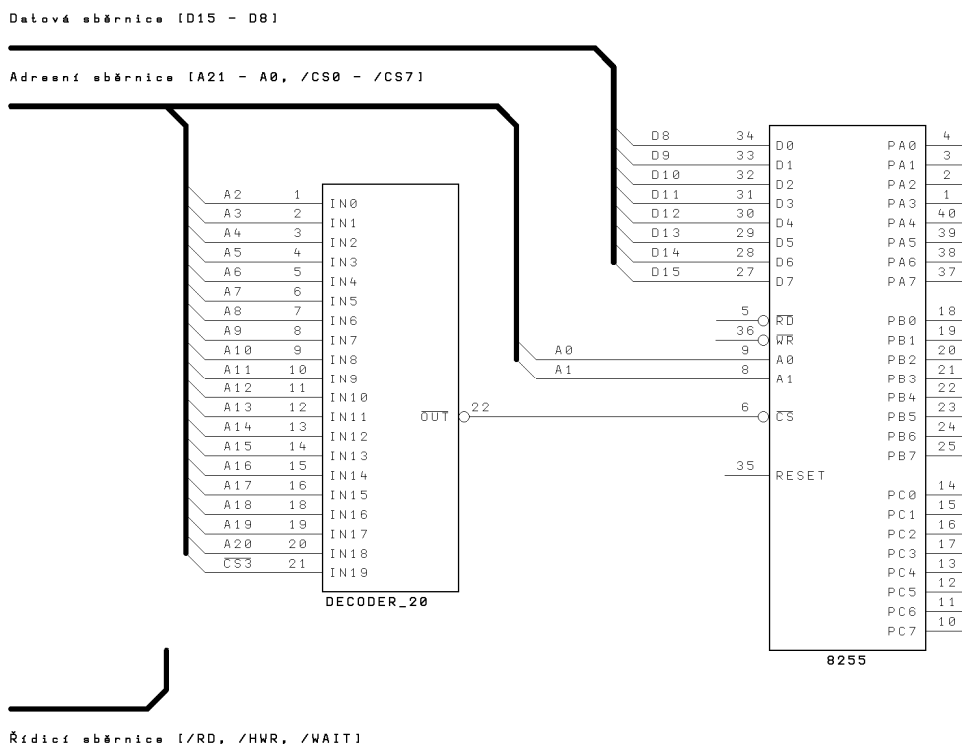 Datová sběrnice [D15 - D8]
Adresní sběrnice [A21 - A0, /CS0 - /CS7]
A2 1 IN0
A3 2 IN1
A4 3 IN2
A5 4 IN3
A6 5 IN4
A7 6 IN5
A8 7 IN6
A9 8 IN7
A10 9 IN8
A11 10 IN9
A12 11 IN10
A13 12 IN11
A14 13 IN12
A15 14 IN13
A16 15 IN14
A17 16 IN15
A18 18 IN16
A19 19 IN17
A20 20 IN18
CS3 21 IN19
OUT 22
DECODER_20
D8 34 D0
D9 33 D1
D10 32 D2
D11 31 D3
D12 30 D4
D13 29 D5
D14 28 D6
D15 27 D7
5 RD
36 WR
A0 9 A0
A1 8 A1
6 CS
35 RESET
PA0 4
PA1 3
PA2 2
PA3 1
PA4 40
PA5 39
PA6 38
PA7 37
PB0 18
PB1 19
PB2 20
PB3 21
PB4 22
PB5 23
PB6 24
PB7 25
PC0 14
PC1 15
PC2 16
PC3 17
PC4 13
PC5 12
PC6 11
PC7 10
8255
Řídicí sběrnice [/RD, /HWR, /WAIT]